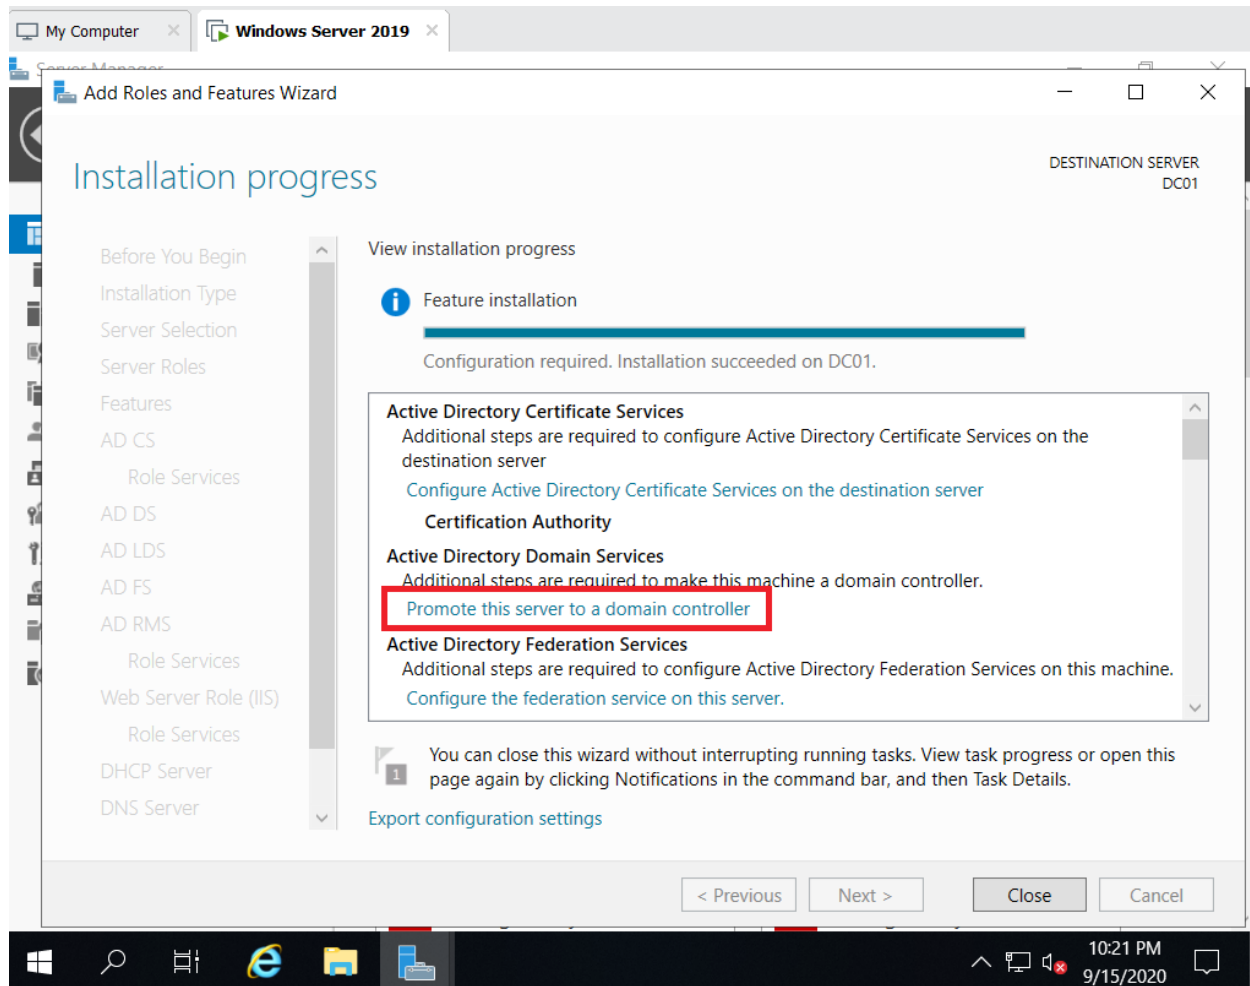 My Computer
Windows Server 2019
Server Manager
Add Roles and Features Wizard
Installation progress
DESTINATION SERVER
DC01
Before You Begin
Installation Type
Server Selection
Server Roles
Features
AD CS
Role Services
AD DS
AD LDS
AD FS
AD RMS
Role Services
Web Server Role (IIS)
Role Services
DHCP Server
DNS Server
View installation progress
Feature installation
Configuration required. Installation succeeded on DC01.
Active Directory Certificate Services
Additional steps are required to configure Active Directory Certificate Services on the
destination server
Configure Active Directory Certificate Services on the destination server
Certification Authority
Active Directory Domain Services
Additional steps are required to make this machine a domain controller.
Promote this server to a domain controller
Active Directory Federation Services
Additional steps are required to configure Active Directory Federation Services on this machine.
Configure the federation service on this server.
1
You can close this wizard without interrupting running tasks. View task progress or open this
page again by clicking Notifications in the command bar, and then Task Details.
Export configuration settings
< Previous
Next >
Close
Cancel
10:21 PM
9/15/2020